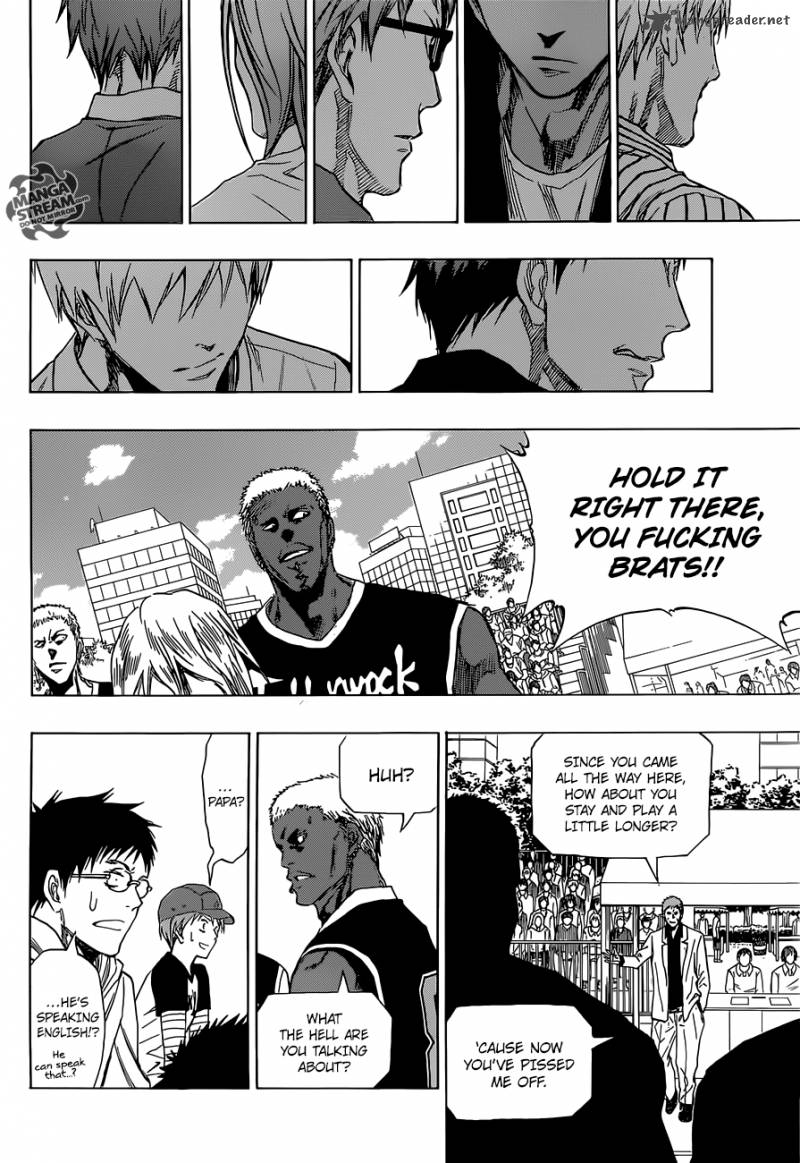 mangareader.net
MANGA
STREAM.com
DO NOT MIRROR
HOLD IT
RIGHT THERE,
YOU FUCKING
BRATS!!
...
PAPA?
...HE'S
SPEAKING
ENGLISH!?
He
can speak
that...?
HUH?
WHAT
THE HELL ARE
YOU TALKING
ABOUT?
SINCE YOU CAME
ALL THE WAY HERE,
HOW ABOUT YOU
STAY AND PLAY A
LITTLE LONGER?
'CAUSE NOW
YOU'VE PISSED
ME OFF.